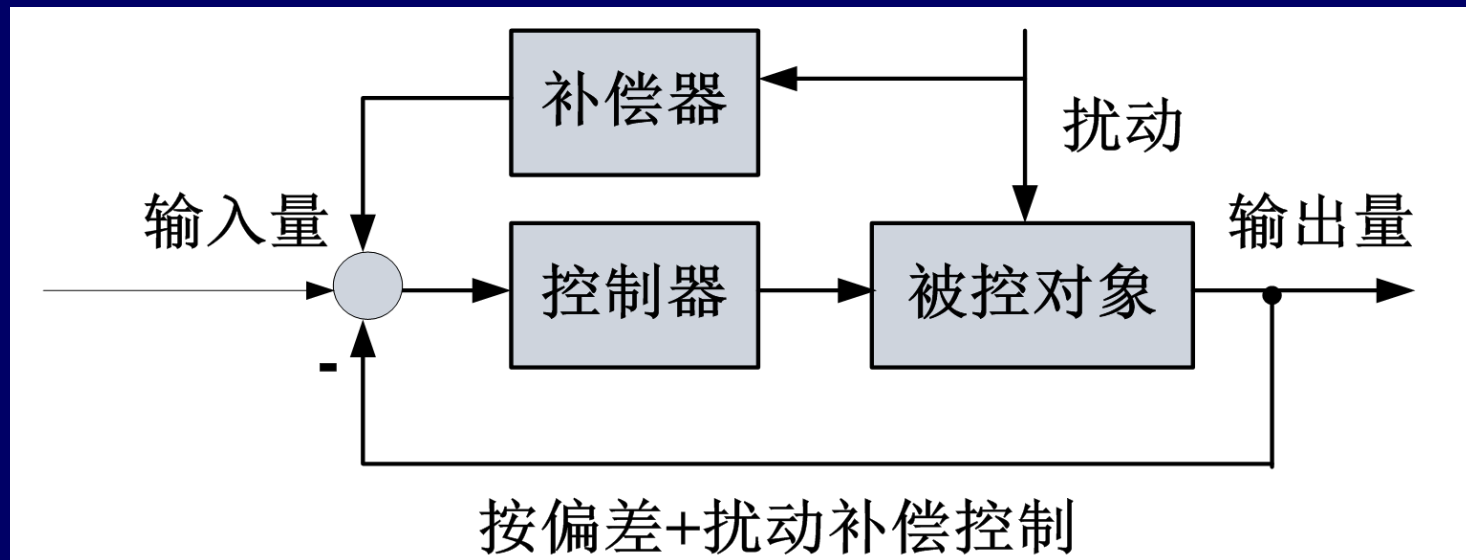 补偿器
扰动
输入量
输出量
控制器
被控对象
-
按偏差+扰动补偿控制